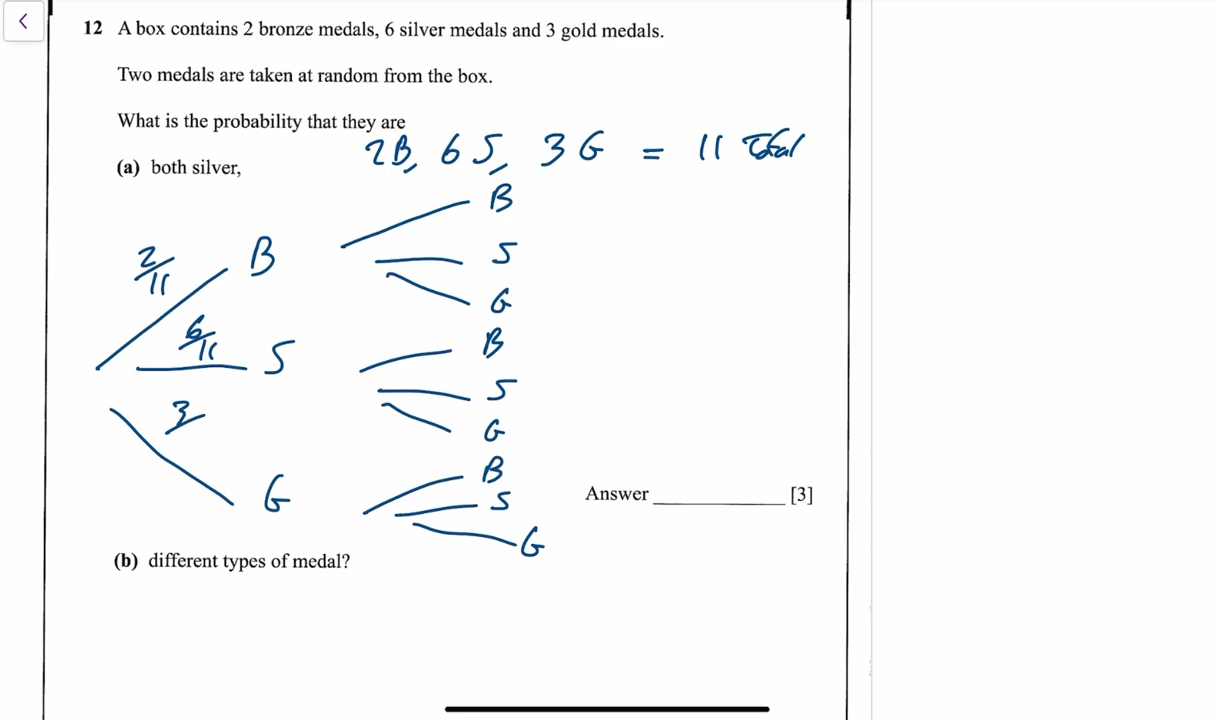 12 A box contains 2 bronze medals, 6 silver medals and 3 gold medals.
Two medals are taken at random from the box.
What is the probability that they are
2B, 6 S, 3 G = 11 Total
(a) both silver,
B
2/11 B S
G
B
6/11 S S
3 G
B
G S
Answer ____________ [3]
G
(b) different types of medal?